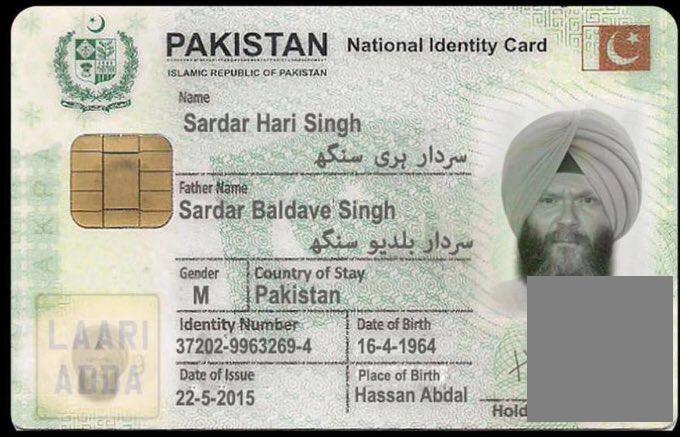 PAKISTAN National Identity Card
ISLAMIC REPUBLIC OF PAKISTAN
Name
Sardar Hari Singh
سردار ہری سنگھ
Father Name
Sardar Baldave Singh
سردار بلدیو سنگھ
Gender Country of Stay
M Pakistan
Identity Number Date of Birth
37202-9963269-4 16-4-1964
Date of Issue Place of Birth
22-5-2015 Hassan Abdal
LAARI
ADDA